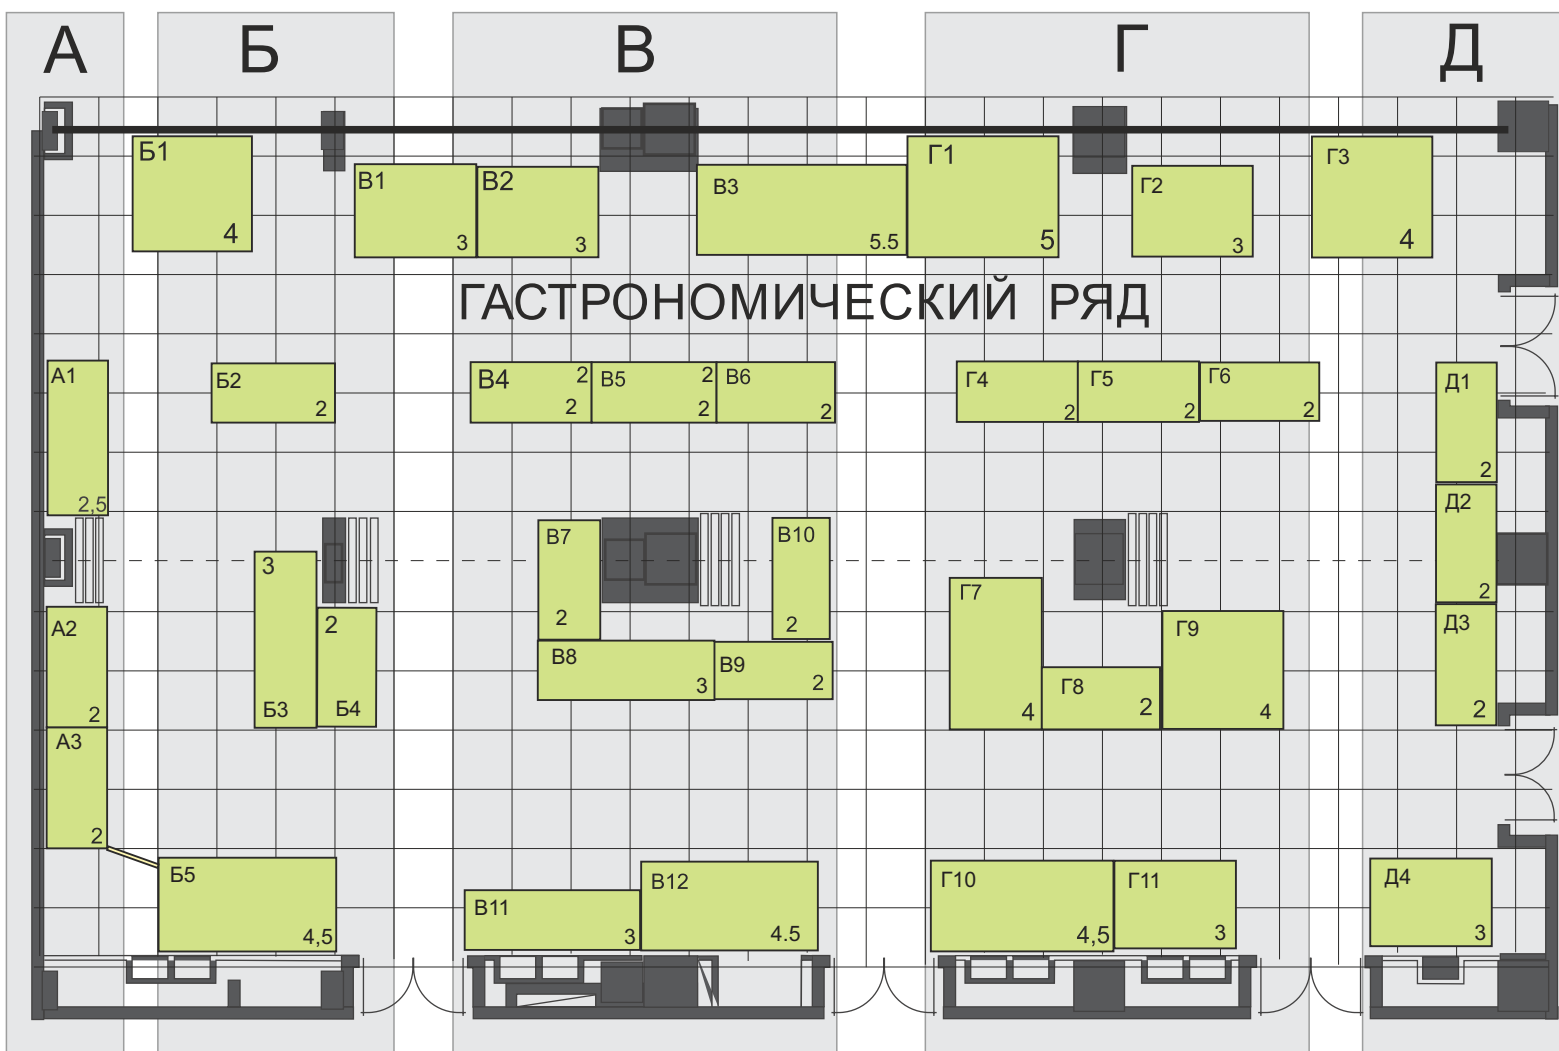 А Б В Г Д
Б1
4
В1
3
В2
3
В3
5.5
Г1
5
Г2
3
Г3
4
ГАСТРОНОМИЧЕСКИЙ РЯД
А1
2,5
Б2
2
В4
2
2
В5
2
2
В6
2
Г4
2
Г5
2
Г6
2
Д1
2
Д2
2
Д3
2
А2
2
А3
2
3
Б3
2
Б4
В7
2
В8
3
В9
2
В10
2
Г7
4
Г8
2
Г9
4
Б5
4,5
В11
3
В12
4.5
Г10
4,5
Г11
3
Д4
3